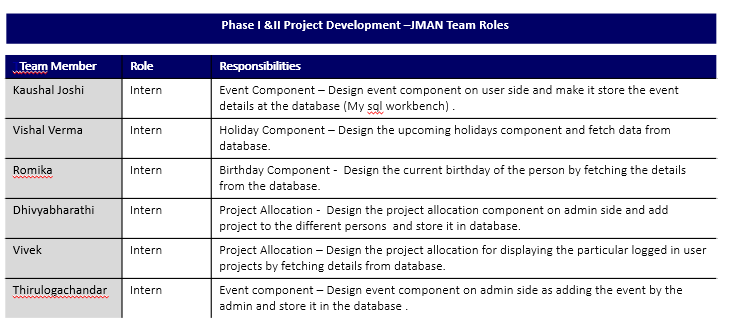 Phase I &II Project Development –JMAN Team Roles
Team Member Role Responsibilities
Kaushal Joshi Intern Event Component – Design event component on user side and make it store the event
details at the database (My sql workbench) .
Vishal Verma Intern Holiday Component – Design the upcoming holidays component and fetch data from
database.
Romika Intern Birthday Component - Design the current birthday of the person by fetching the details
from the database.
Dhivyabharathi Intern Project Allocation - Design the project allocation component on admin side and add
project to the different persons and store it in database.
Vivek Intern Project Allocation – Design the project allocation for displaying the particular logged in user
projects by fetching details from database.
Thirulogachandar Intern Event component – Design event component on admin side as adding the event by the
admin and store it in the database .